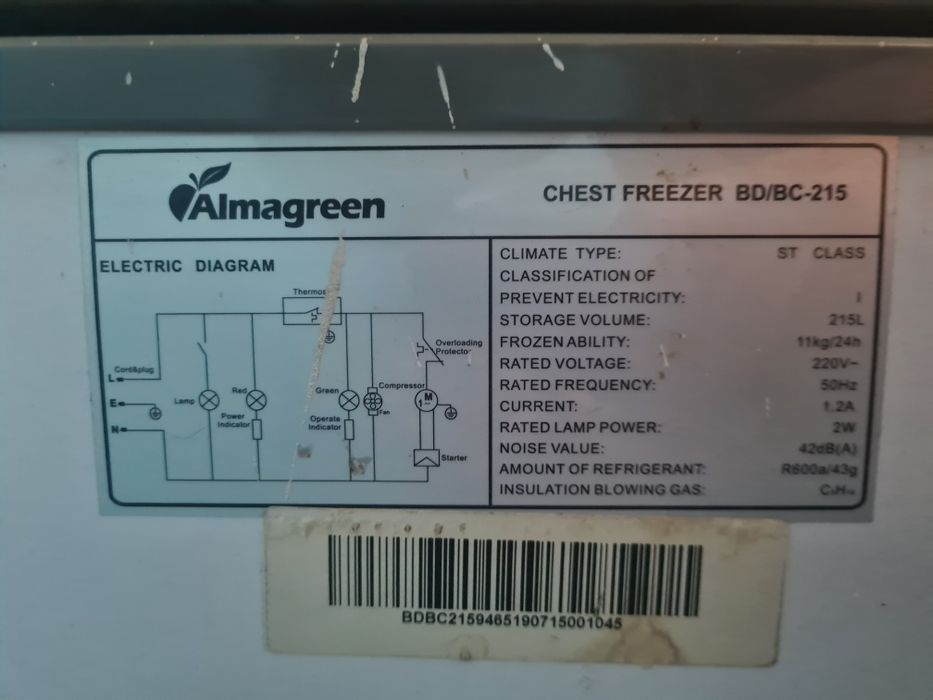 Almagreen
CHEST FREEZER BD/BC-215
ELECTRIC DIAGRAM
Thermos
Cord&plug
L
E
N
Lamp
Red
Power
Indicator
Green
Operate
Indicator
Compressor
Fan
M
1~
Overloading
Protector
Starter
CLIMATE TYPE: ST CLASS
CLASSIFICATION OF
PREVENT ELECTRICITY: I
STORAGE VOLUME: 215L
FROZEN ABILITY: 11kg/24h
RATED VOLTAGE: 220V~
RATED FREQUENCY: 50Hz
CURRENT: 1.2A
RATED LAMP POWER: 2W
NOISE VALUE: 42dB(A)
AMOUNT OF REFRIGERANT: R600a/43g
INSULATION BLOWING GAS: C₅H₁₀
BDBC2159465190715001045